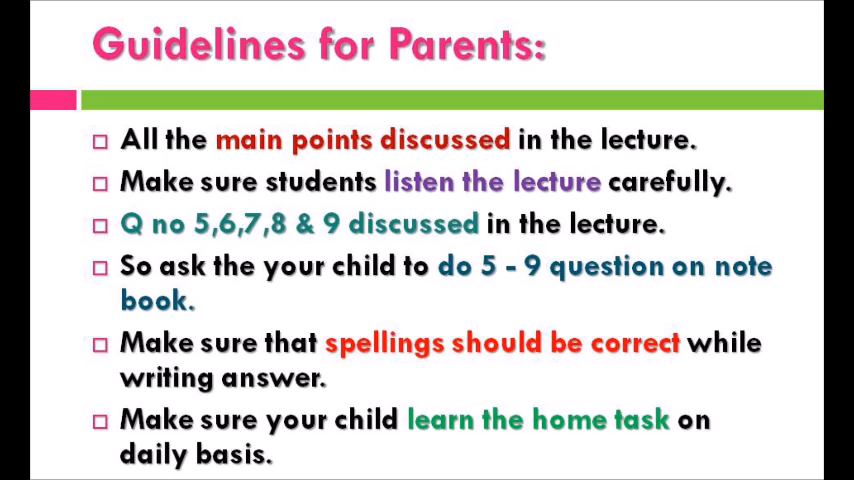 Guidelines for Parents:
All the main points discussed in the lecture.
Make sure students listen the lecture carefully.
Q no 5,6,7,8 & 9 discussed in the lecture.
So ask the your child to do 5 - 9 question on note
book.
Make sure that spellings should be correct while
writing answer.
Make sure your child learn the home task on
daily basis.